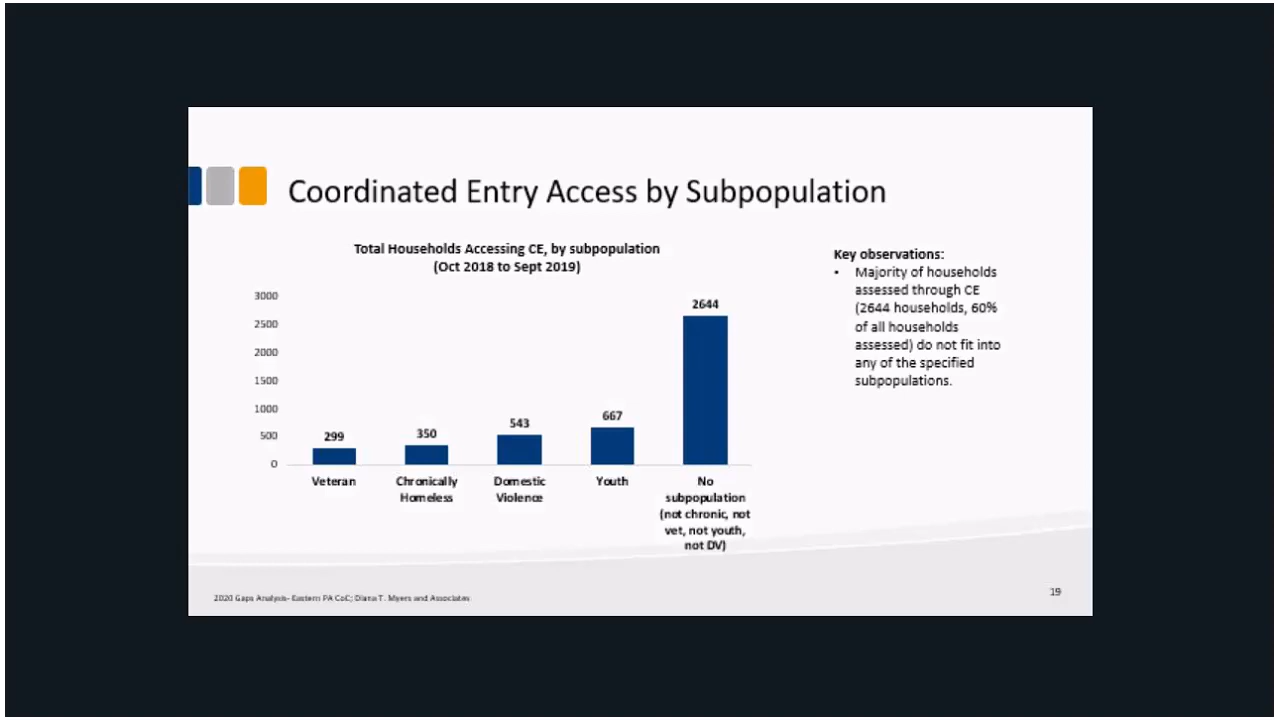 Coordinated Entry Access by Subpopulation
Total Households Accessing CE, by subpopulation
(Oct 2018 to Sept 2019)
3000
2500
2000
1500
1000
500
0
299
350
543
667
2644
Veteran
Chronically
Homeless
Domestic
Violence
Youth
No
subpopulation
(not chronic, not
vet, not youth,
not DV)
Key observations:
• Majority of households
assessed through CE
(2644 households, 60%
of all households
assessed) do not fit into
any of the specified
subpopulations.
2020 Gaps Analysis- Eastern PA CoC; Diana T. Myers and Associates
19